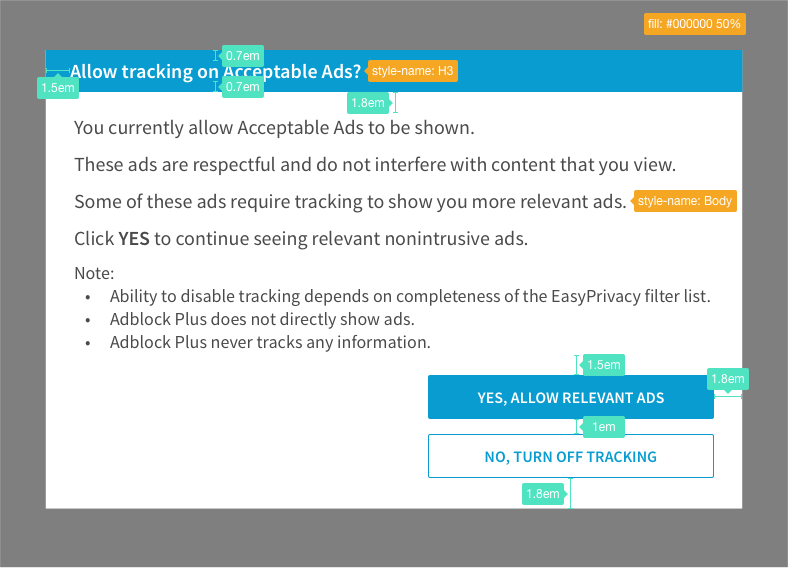 fill: #000000 50%
0.7em
Allow tracking on Acceptable Ads?
style-name: H3
1.5em
0.7em
1.8em
You currently allow Acceptable Ads to be shown.
These ads are respectful and do not interfere with content that you view.
Some of these ads require tracking to show you more relevant ads.
style-name: Body
Click YES to continue seeing relevant nonintrusive ads.
Note:
• Ability to disable tracking depends on completeness of the EasyPrivacy filter list.
• Adblock Plus does not directly show ads.
• Adblock Plus never tracks any information.
1.5em
1.8em
YES, ALLOW RELEVANT ADS
1em
NO, TURN OFF TRACKING
1.8em